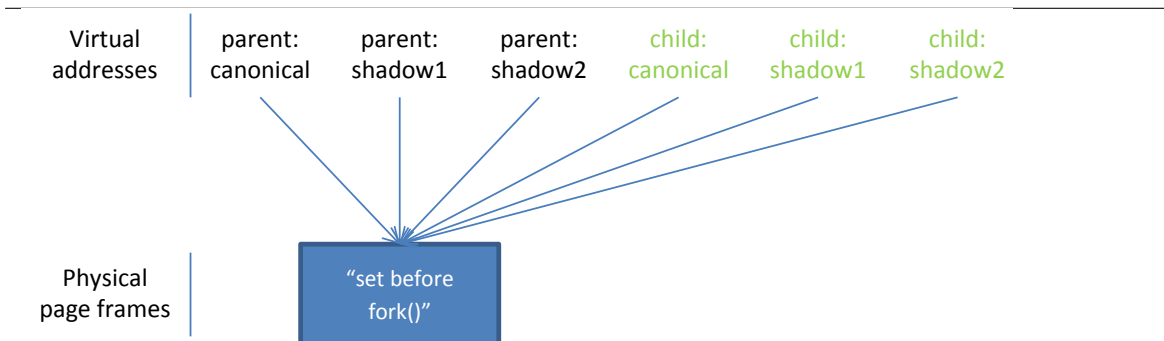 Virtual
addresses
parent:
canonical
parent:
shadow1
parent:
shadow2
child:
canonical
child:
shadow1
child:
shadow2
Physical
page frames
“set before
fork()”